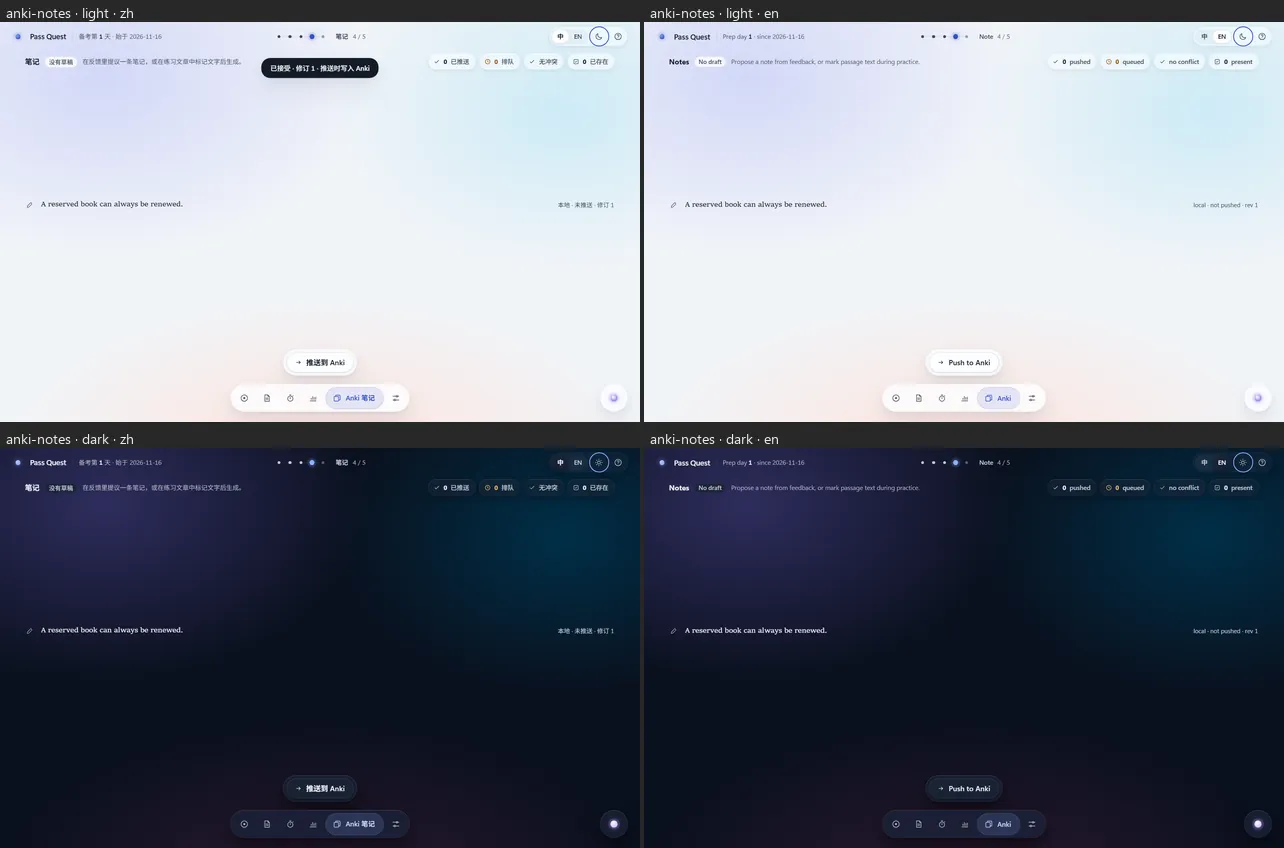 anki-notes · light · zh
Pass Quest 备考第 1 天 · 始于 2026-11-16 笔记 4 / 5 中 EN
笔记 没有草稿 在反馈里提议一条笔记，或在练习文章中标记文字后生成。 已接受 · 修订 1 · 推送时写入 Anki 0 已推送 0 排队 无冲突 0 已存在
A reserved book can always be renewed. 本地 · 未推送 · 修订 1
→ 推送到 Anki
Anki 笔记
anki-notes · light · en
Pass Quest Prep day 1 · since 2026-11-16 Note 4 / 5 中 EN
Notes No draft Propose a note from feedback, or mark passage text during practice. 0 pushed 0 queued no conflict 0 present
A reserved book can always be renewed. local · not pushed · rev 1
→ Push to Anki
Anki
anki-notes · dark · zh
Pass Quest 备考第 1 天 · 始于 2026-11-16 笔记 4 / 5 中 EN
笔记 没有草稿 在反馈里提议一条笔记，或在练习文章中标记文字后生成。 0 已推送 0 排队 无冲突 0 已存在
A reserved book can always be renewed. 本地 · 未推送 · 修订 1
→ 推送到 Anki
Anki 笔记
anki-notes · dark · en
Pass Quest Prep day 1 · since 2026-11-16 Note 4 / 5 中 EN
Notes No draft Propose a note from feedback, or mark passage text during practice. 0 pushed 0 queued no conflict 0 present
A reserved book can always be renewed. local · not pushed · rev 1
→ Push to Anki
Anki